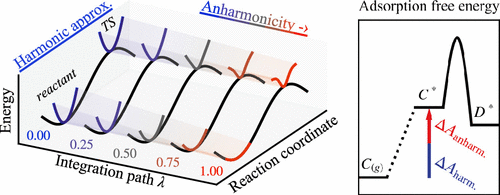 Harmonic approx.
Anharmonicity ->
TS
reactant
Energy
0.00
0.25
0.50
0.75
1.00
Integration path λ
Reaction coordinate
Adsorption free energy
C*
D*
C(g)
ΔAanharm.
ΔAharm.